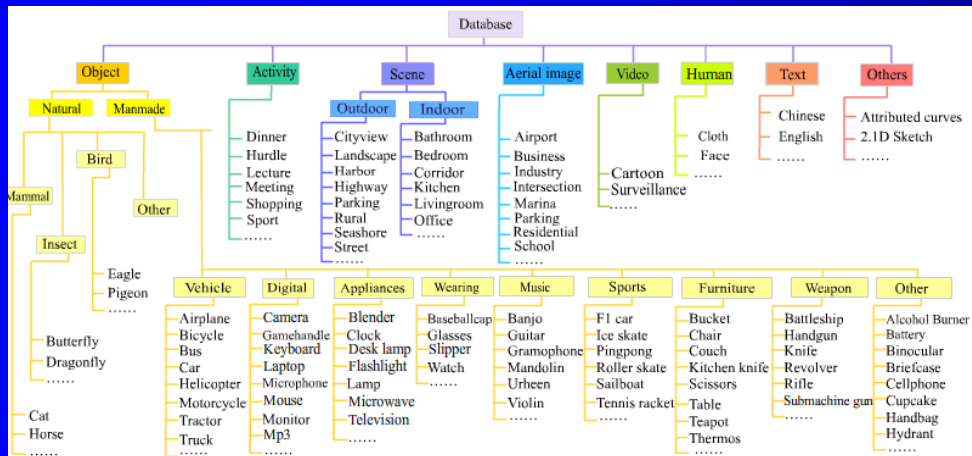 Database
Object
Activity
Scene
Aerial image
Video
Human
Text
Others
Natural
Manmade
Outdoor
Indoor
Mammal
Bird
Insect
Other
Cat
Horse
......
Butterfly
Dragonfly
......
Eagle
Pigeon
......
Dinner
Hurdle
Lecture
Meeting
Shopping
Sport
......
Cityview
Landscape
Harbor
Highway
Parking
Rural
Seashore
Street
......
Bathroom
Bedroom
Corridor
Kitchen
Livingroom
Office
......
Airport
Business
Industry
Intersection
Marina
Parking
Residential
School
......
Cartoon
Surveillance
......
Cloth
Face
......
Chinese
English
......
Attributed curves
2.1D Sketch
......
Vehicle
Airplane
Bicycle
Bus
Car
Helicopter
Motorcycle
Tractor
Truck
......
Digital
Camera
Gamehandle
Keyboard
Laptop
Microphone
Mouse
Monitor
Mp3
......
Appliances
Blender
Clock
Desk lamp
Flashlight
Lamp
Microwave
Television
......
Wearing
Baseballcap
Glasses
Slipper
Watch
......
Music
Banjo
Guitar
Gramophone
Mandolin
Urheen
Violin
......
Sports
F1 car
Ice skate
Pingpong
Roller skate
Sailboat
Tennis racket
......
Furniture
Bucket
Chair
Couch
Kitchen knife
Scissors
Table
Teapot
Thermos
......
Weapon
Battleship
Handgun
Knife
Revolver
Rifle
Submachine gun
......
Other
Alcohol Burner
Battery
Binocular
Briefcase
Cellphone
Cupcake
Handbag
Hydrant
......